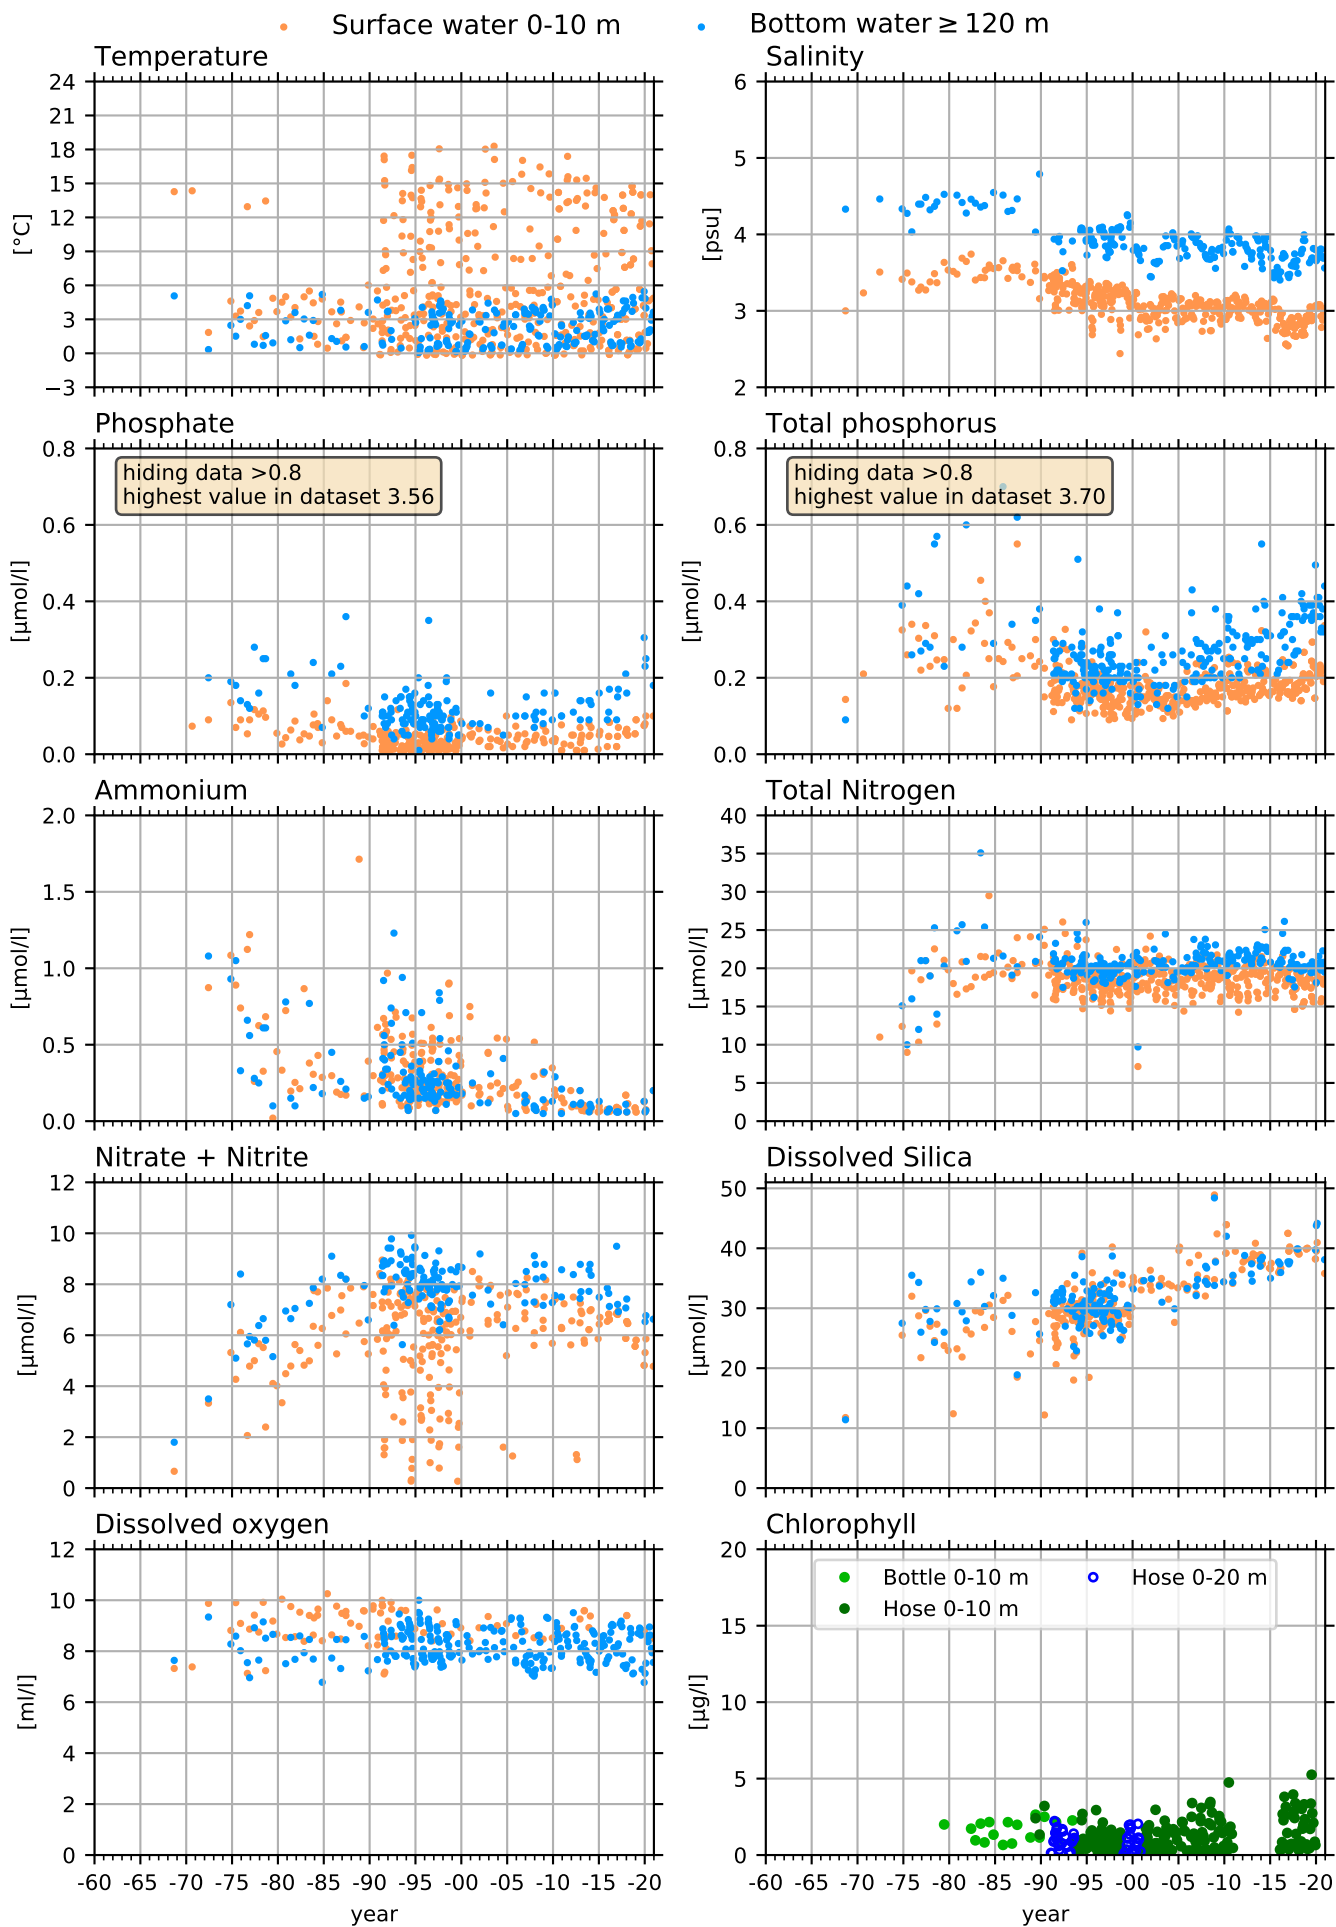 Surface water 0-10 m
Bottom water ≥ 120 m
Temperature
Salinity
24
21
18
15
12
9
6
3
0
−3
[°C]
6
5
4
3
2
[psu]
Phosphate
Total phosphorus
0.8
0.6
0.4
0.2
0.0
[μmol/l]
hiding data >0.8
highest value in dataset 3.56
0.8
0.6
0.4
0.2
0.0
[μmol/l]
hiding data >0.8
highest value in dataset 3.70
Ammonium
Total Nitrogen
2.0
1.5
1.0
0.5
0.0
[μmol/l]
40
35
30
25
20
15
10
5
0
[μmol/l]
Nitrate + Nitrite
Dissolved Silica
12
10
8
6
4
2
0
[μmol/l]
50
40
30
20
10
0
[μmol/l]
Dissolved oxygen
Chlorophyll
12
10
8
6
4
2
0
[ml/l]
20
15
10
5
0
[μg/l]
Bottle 0-10 m
Hose 0-20 m
Hose 0-10 m
-60 -65 -70 -75 -80 -85 -90 -95 -00 -05 -10 -15 -20
year
-60 -65 -70 -75 -80 -85 -90 -95 -00 -05 -10 -15 -20
year